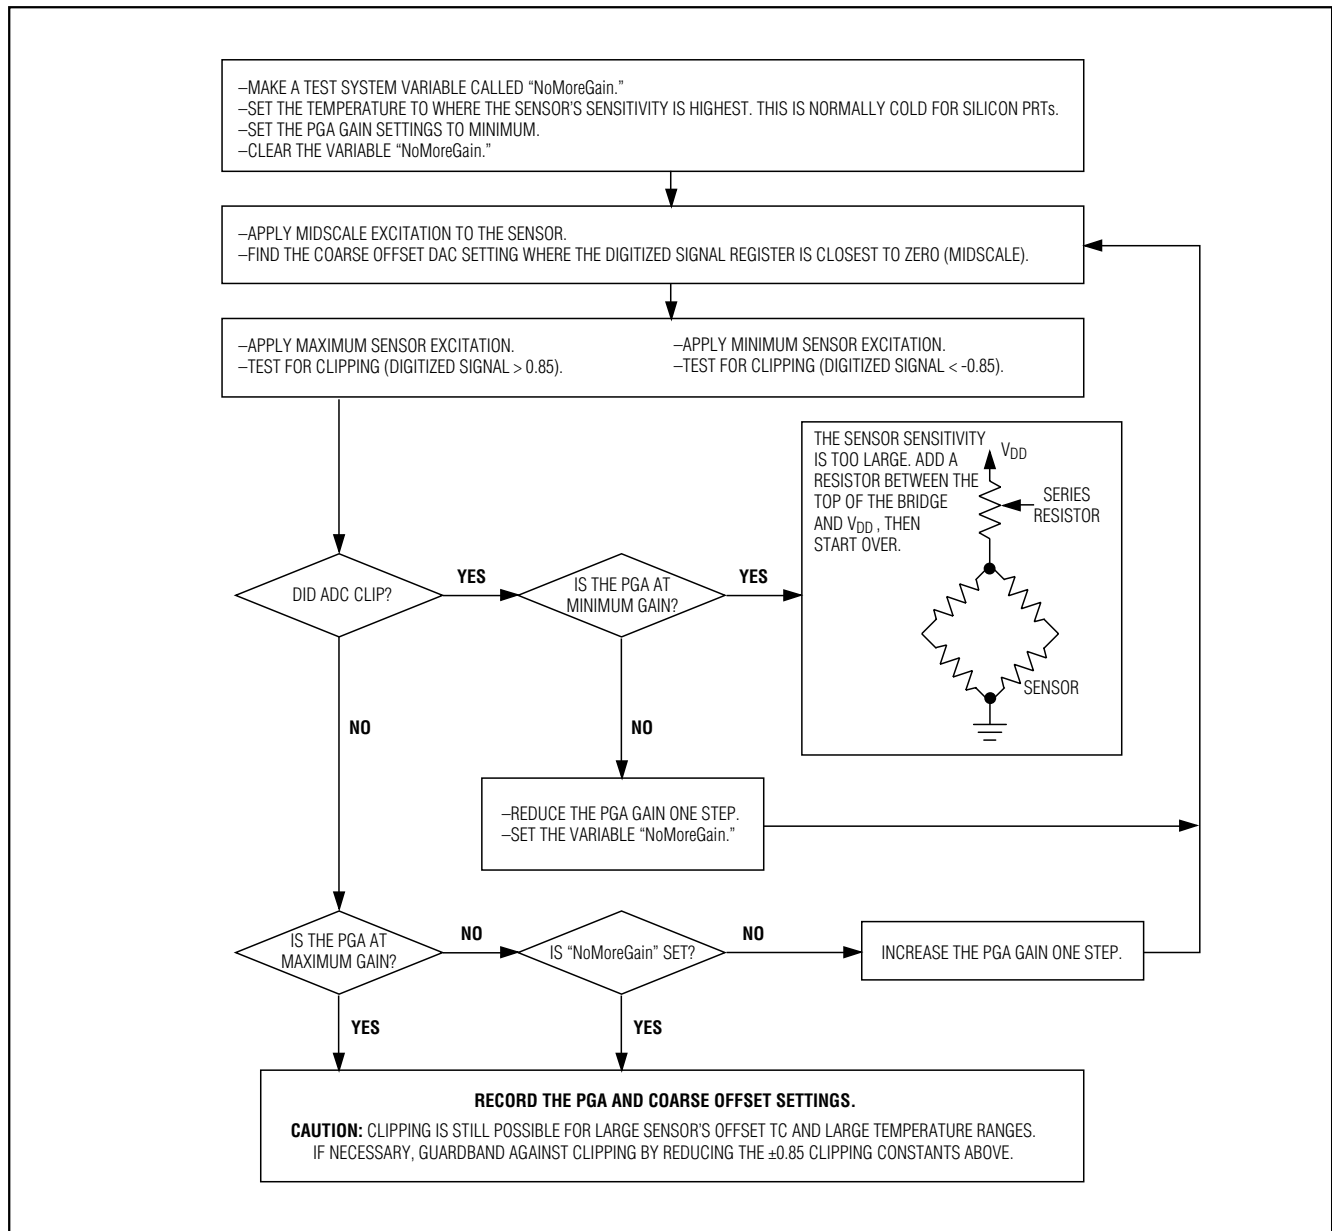 –MAKE A TEST SYSTEM VARIABLE CALLED “NoMoreGain.”
–SET THE TEMPERATURE TO WHERE THE SENSOR’S SENSITIVITY IS HIGHEST. THIS IS NORMALLY COLD FOR SILICON PRTs.
–SET THE PGA GAIN SETTINGS TO MINIMUM.
–CLEAR THE VARIABLE “NoMoreGain.”
–APPLY MIDSCALE EXCITATION TO THE SENSOR.
–FIND THE COARSE OFFSET DAC SETTING WHERE THE DIGITIZED SIGNAL REGISTER IS CLOSEST TO ZERO (MIDSCALE).
–APPLY MAXIMUM SENSOR EXCITATION.
–TEST FOR CLIPPING (DIGITIZED SIGNAL > 0.85).
–APPLY MINIMUM SENSOR EXCITATION.
–TEST FOR CLIPPING (DIGITIZED SIGNAL < -0.85).
DID ADC CLIP?
YES
IS THE PGA AT
MINIMUM GAIN?
YES
THE SENSOR SENSITIVITY
IS TOO LARGE. ADD A
RESISTOR BETWEEN THE
TOP OF THE BRIDGE
AND VDD , THEN
START OVER.
VDD
SERIES
RESISTOR
SENSOR
NO
NO
–REDUCE THE PGA GAIN ONE STEP.
–SET THE VARIABLE “NoMoreGain.”
IS THE PGA AT
MAXIMUM GAIN?
NO
IS “NoMoreGain” SET?
NO
INCREASE THE PGA GAIN ONE STEP.
YES
YES
RECORD THE PGA AND COARSE OFFSET SETTINGS.
CAUTION: CLIPPING IS STILL POSSIBLE FOR LARGE SENSOR’S OFFSET TC AND LARGE TEMPERATURE RANGES.
IF NECESSARY, GUARDBAND AGAINST CLIPPING BY REDUCING THE ±0.85 CLIPPING CONSTANTS ABOVE.